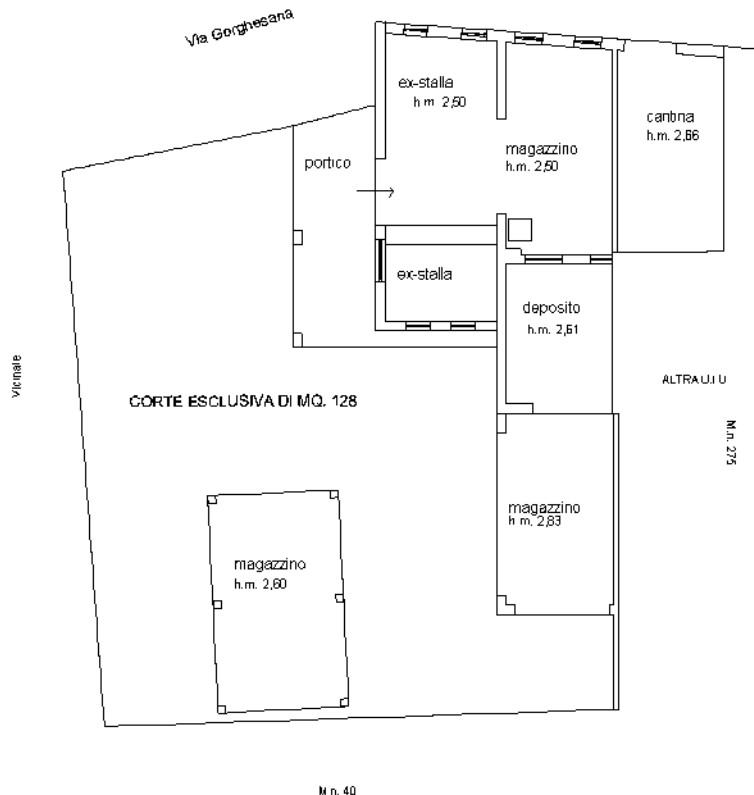 Via Gorghesana
ex-stalla
h m. 2,50
cantina
h.m. 2,66
magazzino
h.m. 2,50
portico
ex-stalla
deposito
h.m. 2,61
Vicinale
ALTRA U.I U
CORTE ESCLUSIVA DI MQ. 128
M.n. 275
magazzino
h m. 2,83
magazzino
h.m. 2,60
M n. 40